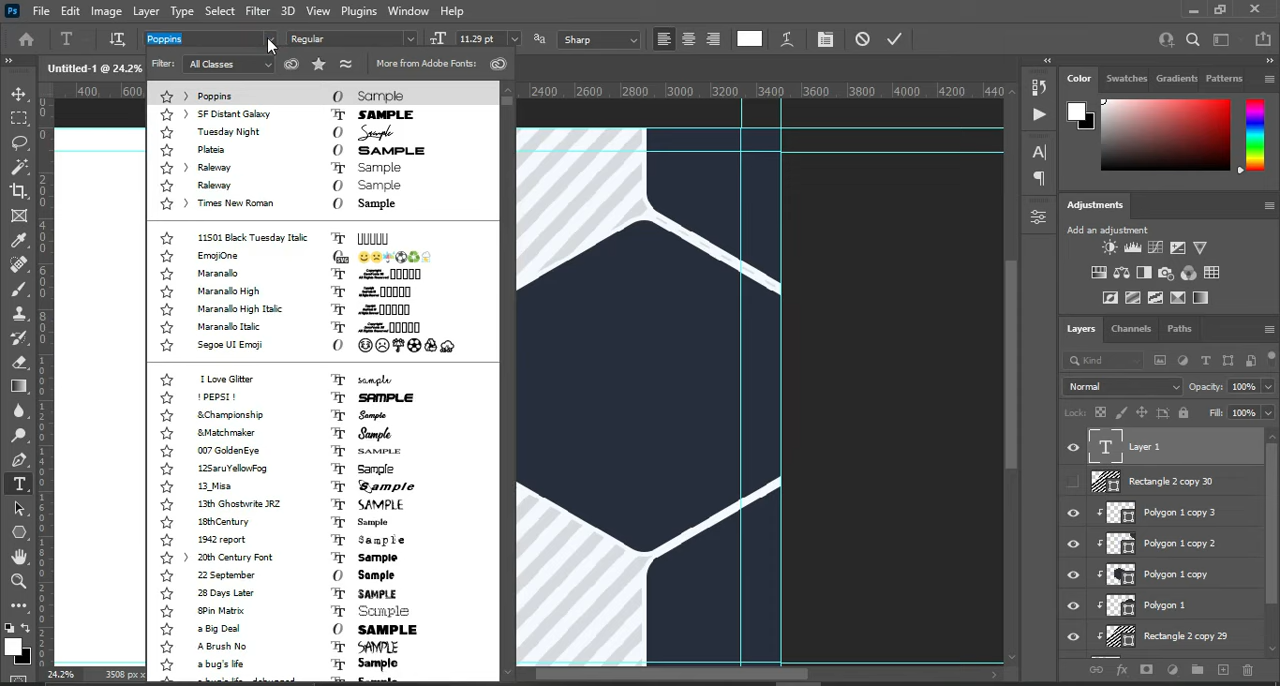 Ps File Edit Image Layer Type Select Filter 3D View Plugins Window Help
T Poppins Regular 11.29 pt Sharp
Filter: All Classes More from Adobe Fonts:
Untitled-1 @ 24.2%
400 600 2400 2600 2800 3000 3200 3400 3600 3800 4000 4200
Poppins Sample
SF Distant Galaxy SAMPLE
Tuesday Night Sample
Plateia SAMPLE
Raleway Sample
Raleway Sample
Times New Roman Sample
11S01 Black Tuesday Italic
EmojiOne
Maranallo
Maranallo High
Maranallo High Italic
Maranallo Italic
Segoe UI Emoji
I Love Glitter sample
! PEPSI ! SAMPLE
&Championship Sample
&Matchmaker Sample
007 GoldenEye SAMPLE
12SaruYellowFog Sample
13_Misa Sample
13th Ghostwrite JRZ SAMPLE
18thCentury Sample
1942 report Sample
20th Century Font Sample
22 September Sample
28 Days Later SAMPLE
8Pin Matrix Sample
a Big Deal SAMPLE
A Brush No SAMPLE
a bug's life Sample
a bug's life - debugged
24.2% 3508 px
Color Swatches Gradients Patterns
Adjustments
Add an adjustment
Layers Channels Paths
Kind
Normal Opacity: 100%
Lock: Fill: 100%
T Layer 1
Rectangle 2 copy 30
Polygon 1 copy 3
Polygon 1 copy 2
Polygon 1 copy
Polygon 1
Rectangle 2 copy 29